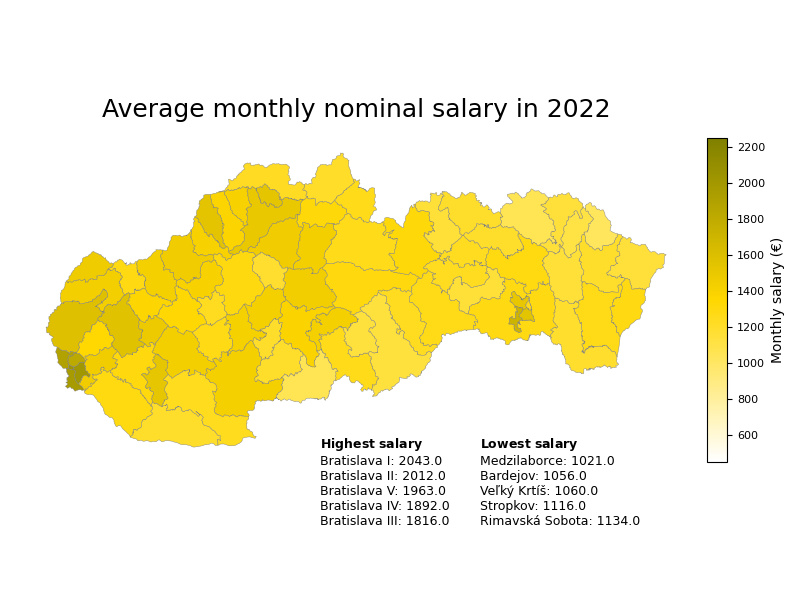 Average monthly nominal salary in 2022
2200
2000
1800
1600
1400
1200
1000
800
600
Monthly salary (€)
Highest salary
Bratislava I: 2043.0
Bratislava II: 2012.0
Bratislava V: 1963.0
Bratislava IV: 1892.0
Bratislava III: 1816.0
Lowest salary
Medzilaborce: 1021.0
Bardejov: 1056.0
Veľký Krtíš: 1060.0
Stropkov: 1116.0
Rimavská Sobota: 1134.0